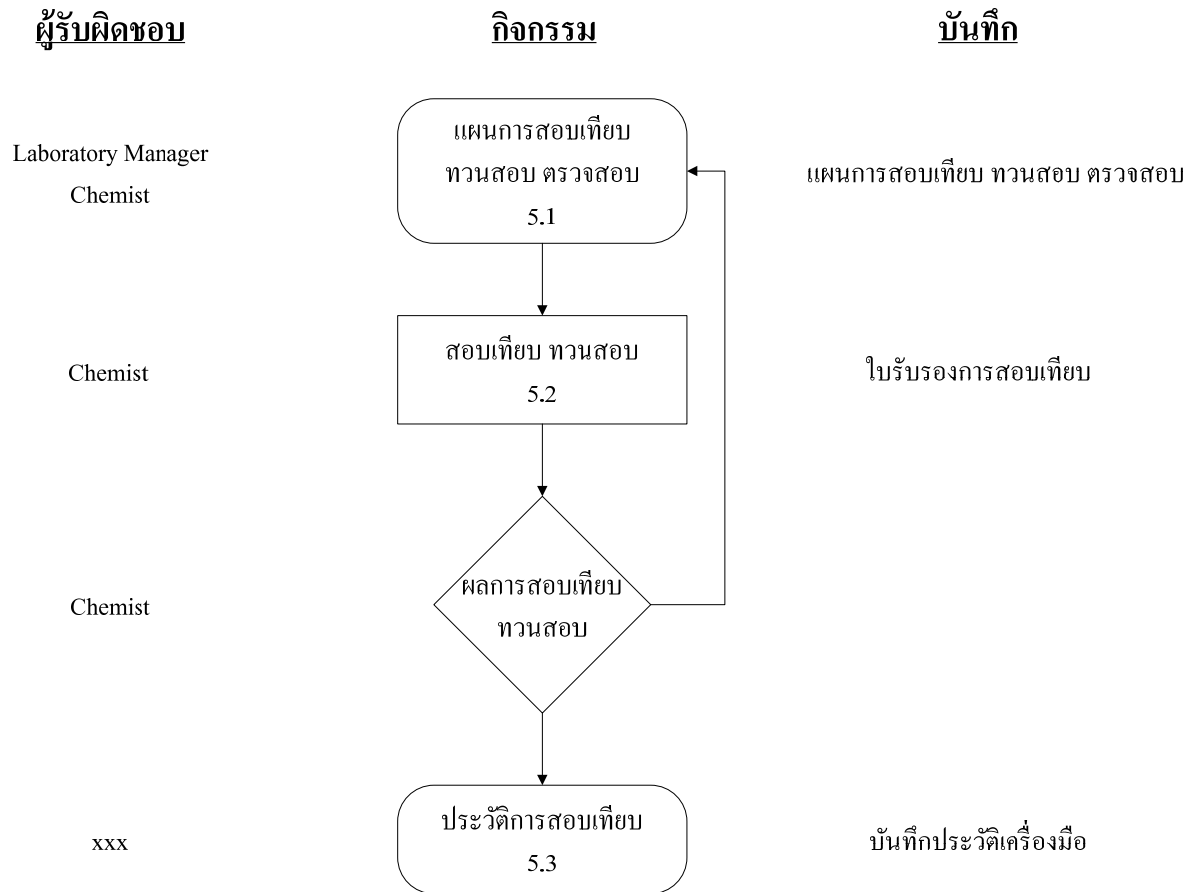 ผู้รับผิดชอบ
กิจกรรม
บันทึก
Laboratory Manager
Chemist
แผนการสอบเทียบ
ทวนสอบ ตรวจสอบ
5.1
แผนการสอบเทียบ ทวนสอบ ตรวจสอบ
Chemist
สอบเทียบ ทวนสอบ
5.2
ใบรับรองการสอบเทียบ
Chemist
ผลการสอบเทียบ
ทวนสอบ
xxx
ประวัติการสอบเทียบ
5.3
บันทึกประวัติเครื่องมือ